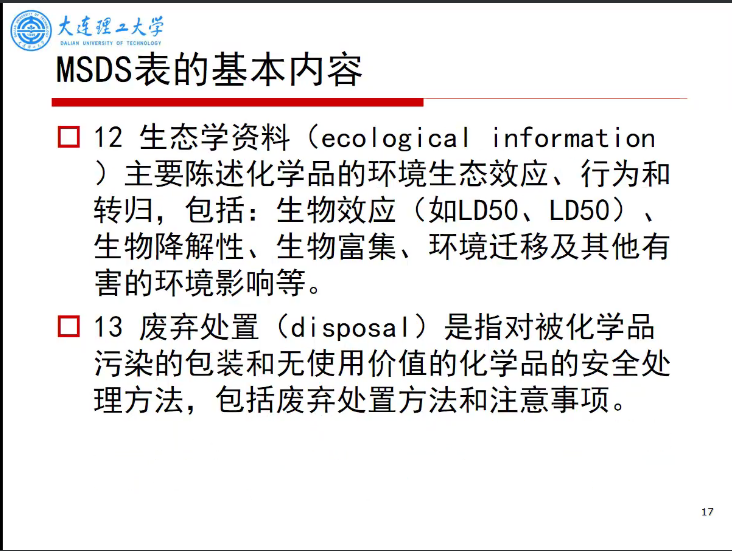 大连理工大学
DALIAN UNIVERSITY OF TECHNOLOGY
MSDS表的基本内容
12 生态学资料（ecological information
）主要陈述化学品的环境生态效应、行为和
转归，包括：生物效应（如LD50、LD50）、
生物降解性、生物富集、环境迁移及其他有
害的环境影响等。
13 废弃处置（disposal）是指对被化学品
污染的包装和无使用价值的化学品的安全处
理方法，包括废弃处置方法和注意事项。
17